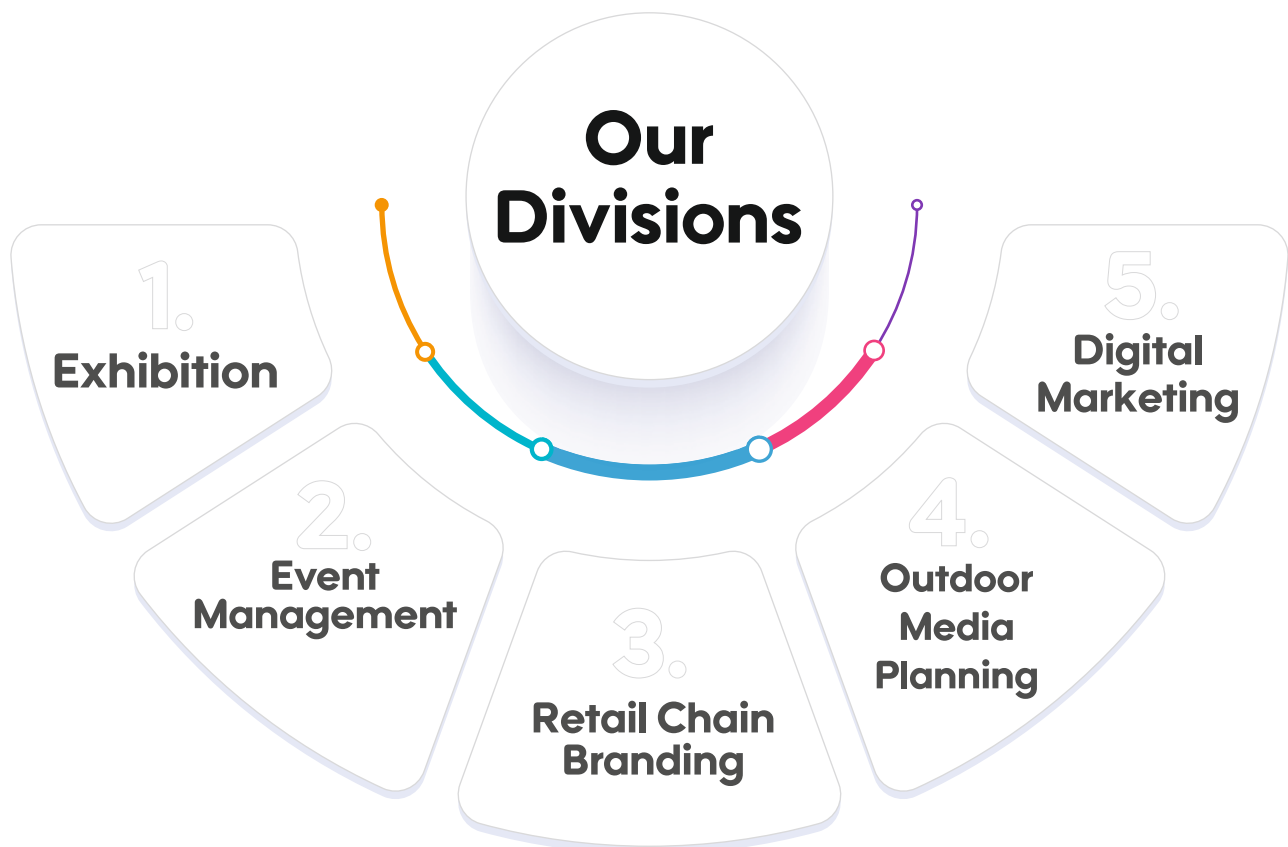 Our
Divisions
1.
Exhibition
2.
Event
Management
3.
Retail Chain
Branding
4.
Outdoor
Media
Planning
5.
Digital
Marketing